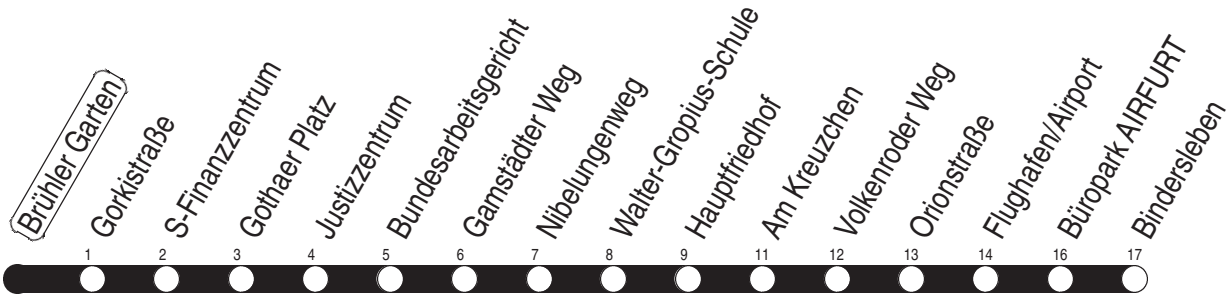 Brühler Garten
Gorkistraße
S-Finanzzentrum
Gothaer Platz
Justizzentrum
Bundesarbeitsgericht
Gamstädter Weg
Nibelungenweg
Walter-Gropius-Schule
Hauptfriedhof
Am Kreuzchen
Volkenroder Weg
Orionstraße
Flughafen/Airport
Büropark AIRFURT
Bindersleben
1 2 3 4 5 6 7 8 9 11 12 13 14 16 17